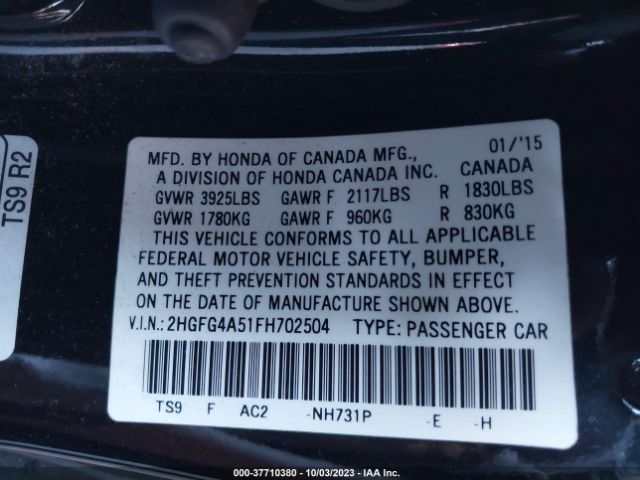 TS9 R2
01/'15
MFD. BY HONDA OF CANADA MFG.,
A DIVISION OF HONDA CANADA INC. CANADA
GVWR 3925LBS GAWR F 2117LBS R 1830LBS
GVWR 1780KG GAWR F 960KG R 830KG
THIS VEHICLE CONFORMS TO ALL APPLICABLE
FEDERAL MOTOR VEHICLE SAFETY, BUMPER,
AND THEFT PREVENTION STANDARDS IN EFFECT
ON THE DATE OF MANUFACTURE SHOWN ABOVE.
V.I.N.:2HGFG4A51FH702504 TYPE: PASSENGER CAR
TS9 F AC2 -NH731P -E -H
000-37710380 - 10/03/2023 - IAA Inc.